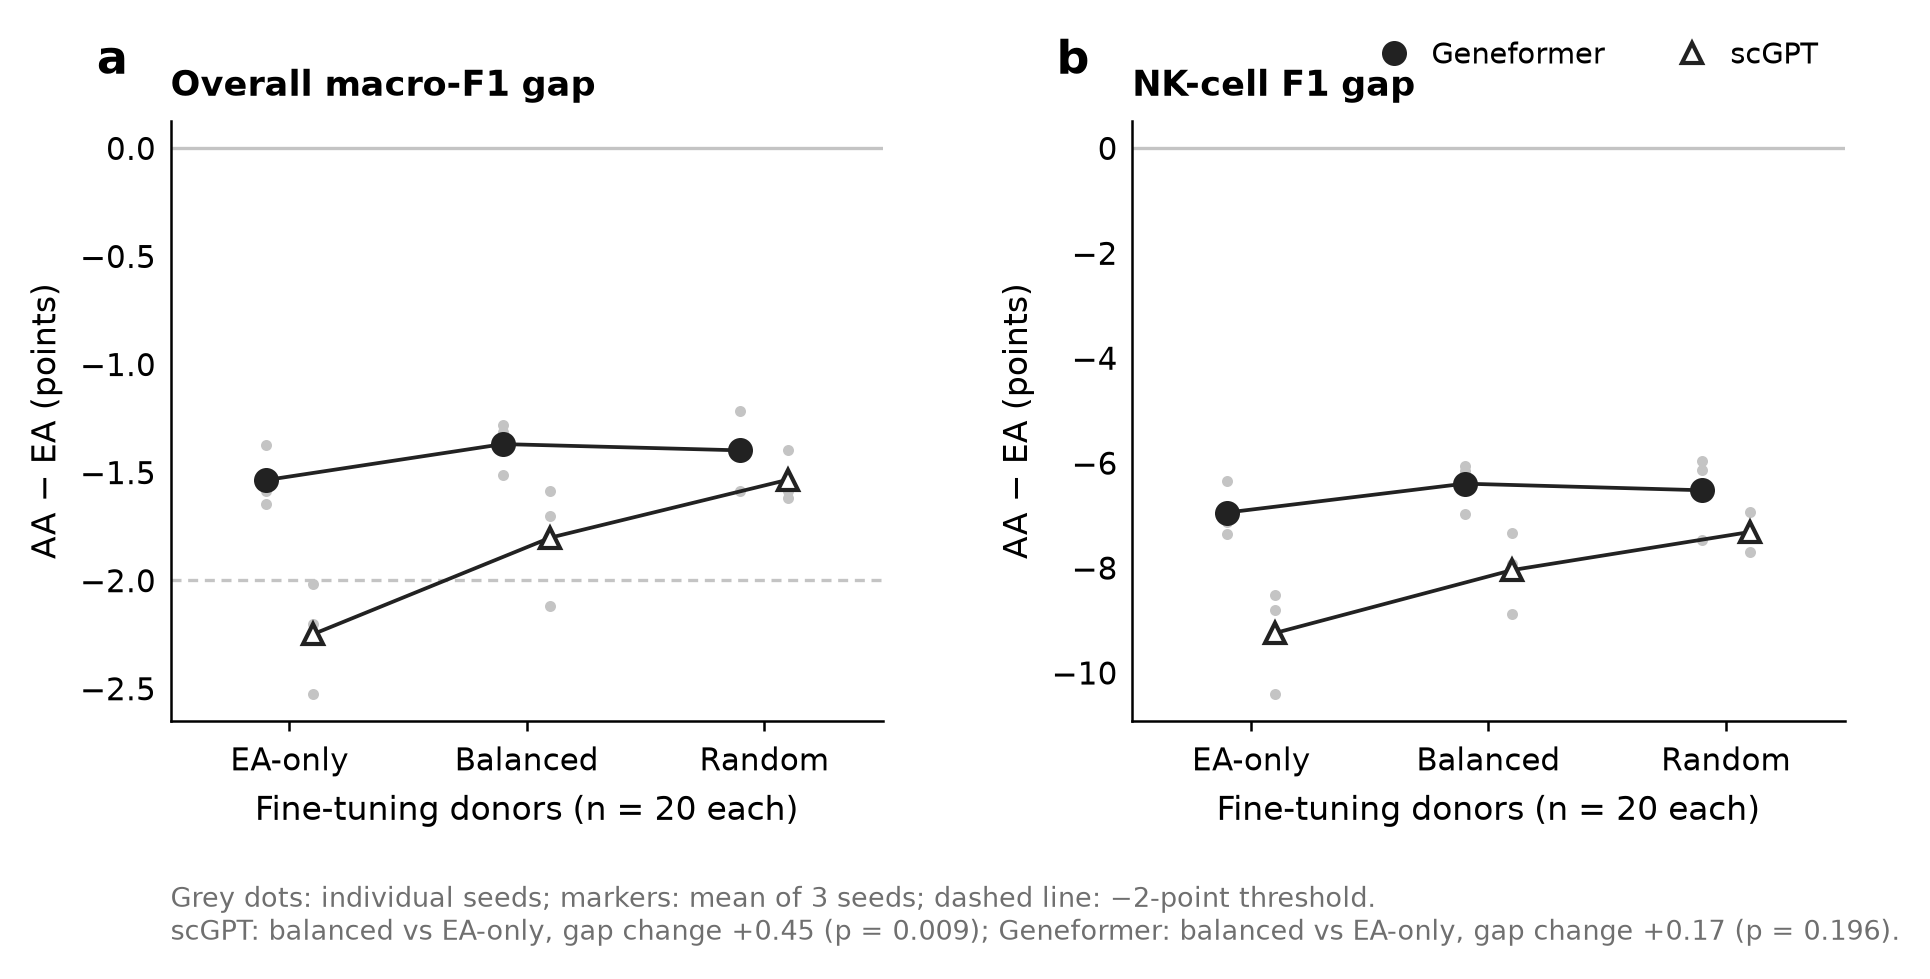 a
Overall macro-F1 gap
AA − EA (points)
0.0
−0.5
−1.0
−1.5
−2.0
−2.5
EA-only
Balanced
Random
Fine-tuning donors (n = 20 each)
b
NK-cell F1 gap
Geneformer
scGPT
AA − EA (points)
0
−2
−4
−6
−8
−10
EA-only
Balanced
Random
Fine-tuning donors (n = 20 each)
Grey dots: individual seeds; markers: mean of 3 seeds; dashed line: −2-point threshold.
scGPT: balanced vs EA-only, gap change +0.45 (p = 0.009); Geneformer: balanced vs EA-only, gap change +0.17 (p = 0.196).